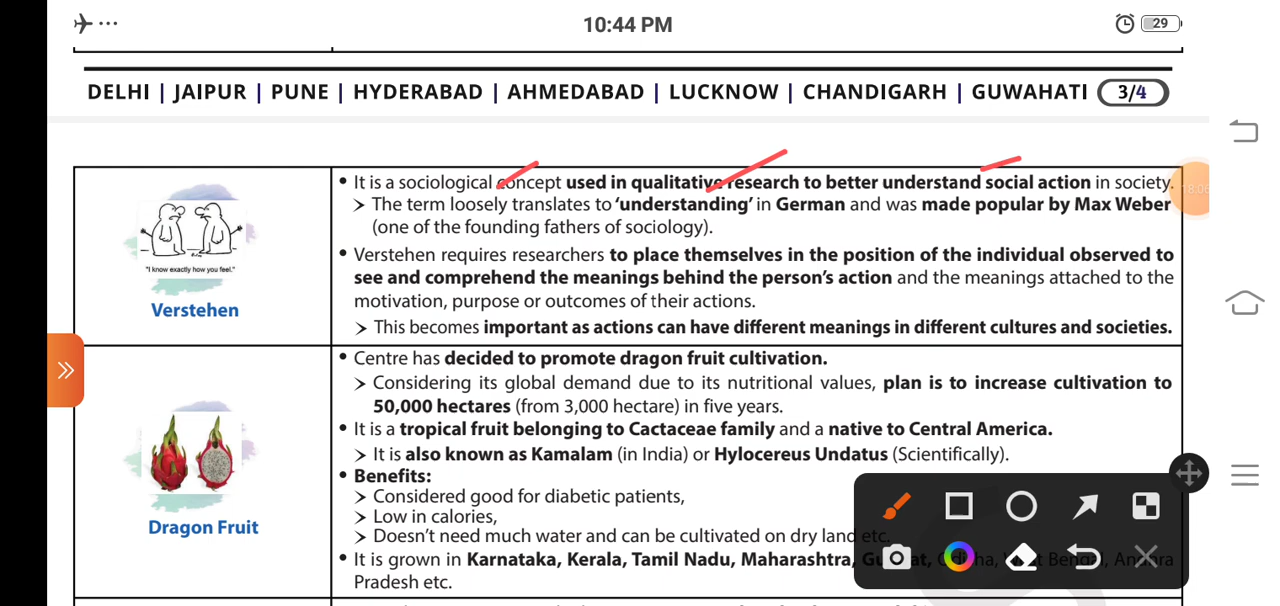 10:44 PM
29
DELHI | JAIPUR | PUNE | HYDERABAD | AHMEDABAD | LUCKNOW | CHANDIGARH | GUWAHATI 3/4
• It is a sociological concept used in qualitative research to better understand social action in society.
➢ The term loosely translates to ‘understanding’ in German and was made popular by Max Weber
(one of the founding fathers of sociology).
• Verstehen requires researchers to place themselves in the position of the individual observed to
see and comprehend the meanings behind the person’s action and the meanings attached to the
motivation, purpose or outcomes of their actions.
➢ This becomes important as actions can have different meanings in different cultures and societies.
"I know exactly how you feel."
Verstehen
18:06
• Centre has decided to promote dragon fruit cultivation.
➢ Considering its global demand due to its nutritional values, plan is to increase cultivation to
50,000 hectares (from 3,000 hectare) in five years.
• It is a tropical fruit belonging to Cactaceae family and a native to Central America.
➢ It is also known as Kamalam (in India) or Hylocereus Undatus (Scientifically).
• Benefits:
➢ Considered good for diabetic patients,
➢ Low in calories,
➢ Doesn’t need much water and can be cultivated on dry land etc.
• It is grown in Karnataka, Kerala, Tamil Nadu, Maharashtra, Bengal, Andhra
Pradesh etc.
Dragon Fruit